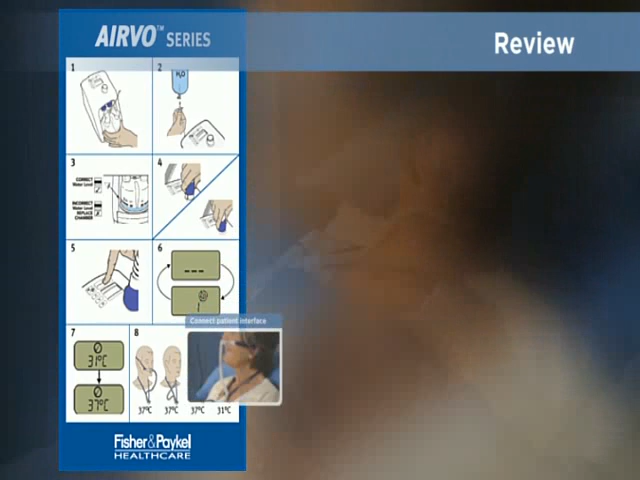 AIRVO™ SERIES
Review
1
2
H₂O
3
CORRECT
Water Level
INCORRECT
Water Level
REPLACE
CHAMBER
4
5
6
---
1
7
31°C
37°C
8
Connect patient interface
37°C 37°C 37°C 31°C
Fisher & Paykel
HEALTHCARE